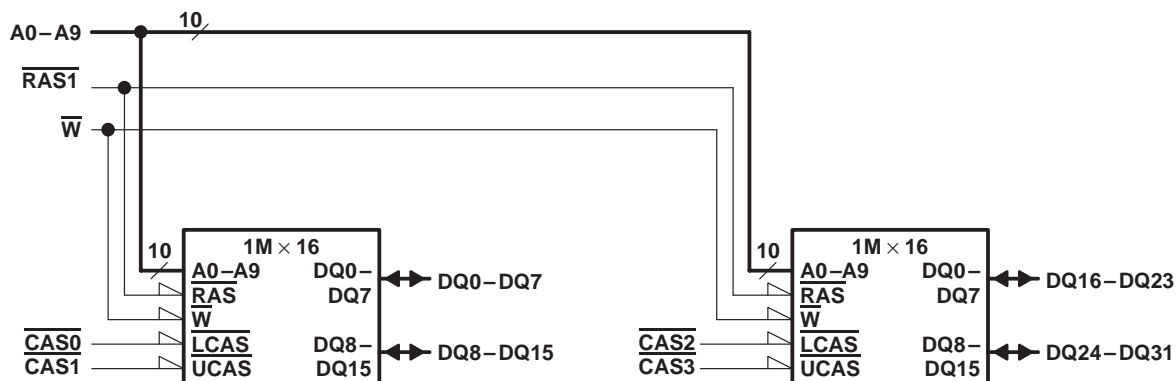 10
A0–A9
RAS1
W
1M × 16
10
A0–A9
DQ0–
DQ7
DQ0–DQ7
RAS
W
CAS0
LCAS
DQ8–
DQ15
DQ8–DQ15
CAS1
UCAS
1M × 16
10
A0–A9
DQ0–
DQ7
DQ16–DQ23
RAS
W
CAS2
LCAS
DQ8–
DQ15
DQ24–DQ31
CAS3
UCAS